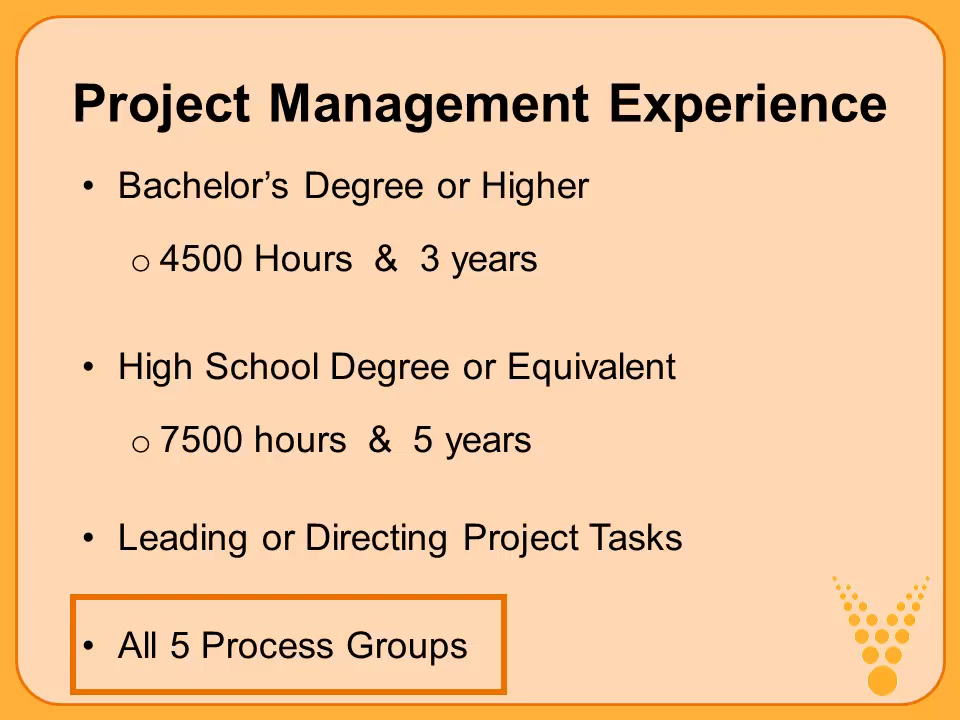 Project Management Experience
• Bachelor’s Degree or Higher
o 4500 Hours & 3 years
• High School Degree or Equivalent
o 7500 hours & 5 years
• Leading or Directing Project Tasks
• All 5 Process Groups